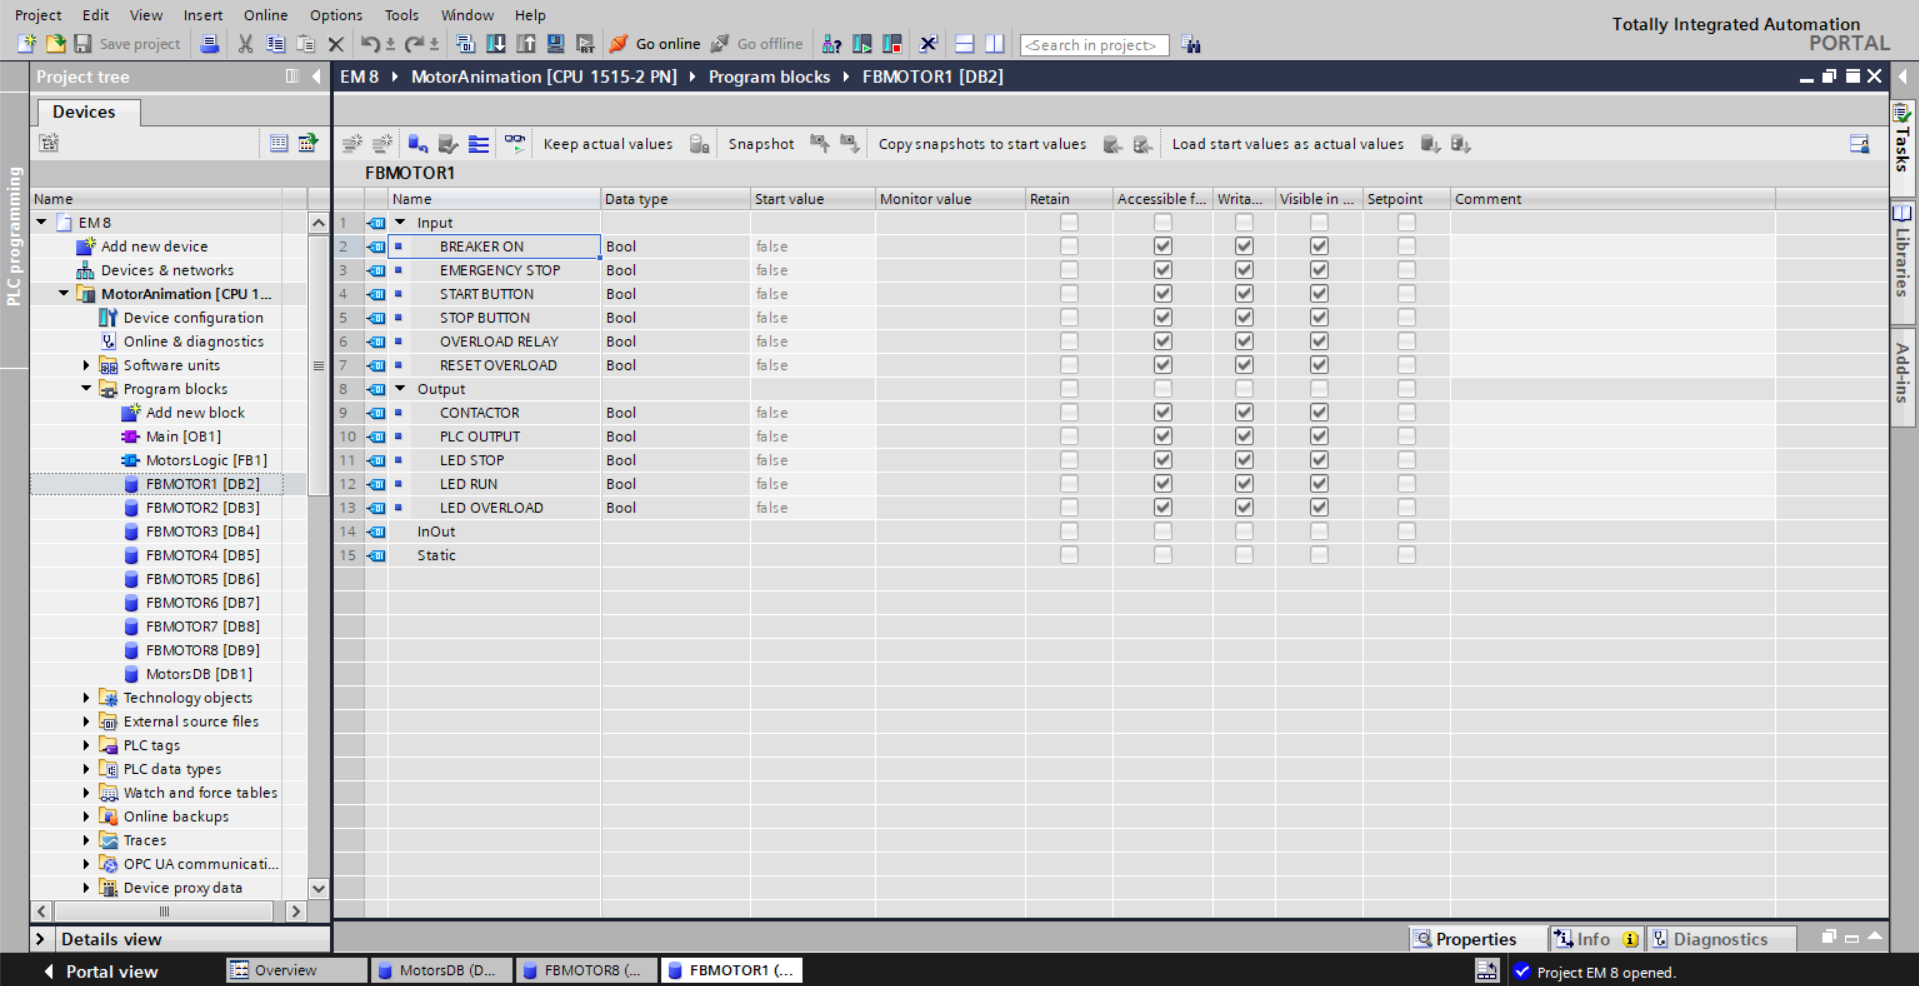 Project Edit View Insert Online Options Tools Window Help
Totally Integrated Automation
PORTAL
Save project Go online Go offline <Search in project>
Project tree
EM 8 MotorAnimation [CPU 1515-2 PN] Program blocks FBMOTOR1 [DB2]
Devices
Keep actual values Snapshot Copy snapshots to start values Load start values as actual values
FBMOTOR1
PLC programming
Tasks
Libraries
Add-ins
Name
EM 8
Add new device
Devices & networks
MotorAnimation [CPU 1...
Device configuration
Online & diagnostics
Software units
Program blocks
Add new block
Main [OB1]
MotorsLogic [FB1]
FBMOTOR1 [DB2]
FBMOTOR2 [DB3]
FBMOTOR3 [DB4]
FBMOTOR4 [DB5]
FBMOTOR5 [DB6]
FBMOTOR6 [DB7]
FBMOTOR7 [DB8]
FBMOTOR8 [DB9]
MotorsDB [DB1]
Technology objects
External source files
PLC tags
PLC data types
Watch and force tables
Online backups
Traces
OPC UA communicati...
Device proxy data
Name Data type Start value Monitor value Retain Accessible f... Writa... Visible in ... Setpoint Comment
1 Input
2 BREAKER ON Bool false
3 EMERGENCY STOP Bool false
4 START BUTTON Bool false
5 STOP BUTTON Bool false
6 OVERLOAD RELAY Bool false
7 RESET OVERLOAD Bool false
8 Output
9 CONTACTOR Bool false
10 PLC OUTPUT Bool false
11 LED STOP Bool false
12 LED RUN Bool false
13 LED OVERLOAD Bool false
14 InOut
15 Static
Details view
Properties Info Diagnostics
Portal view Overview MotorsDB (D... FBMOTOR8 (... FBMOTOR1 (... Project EM 8 opened.